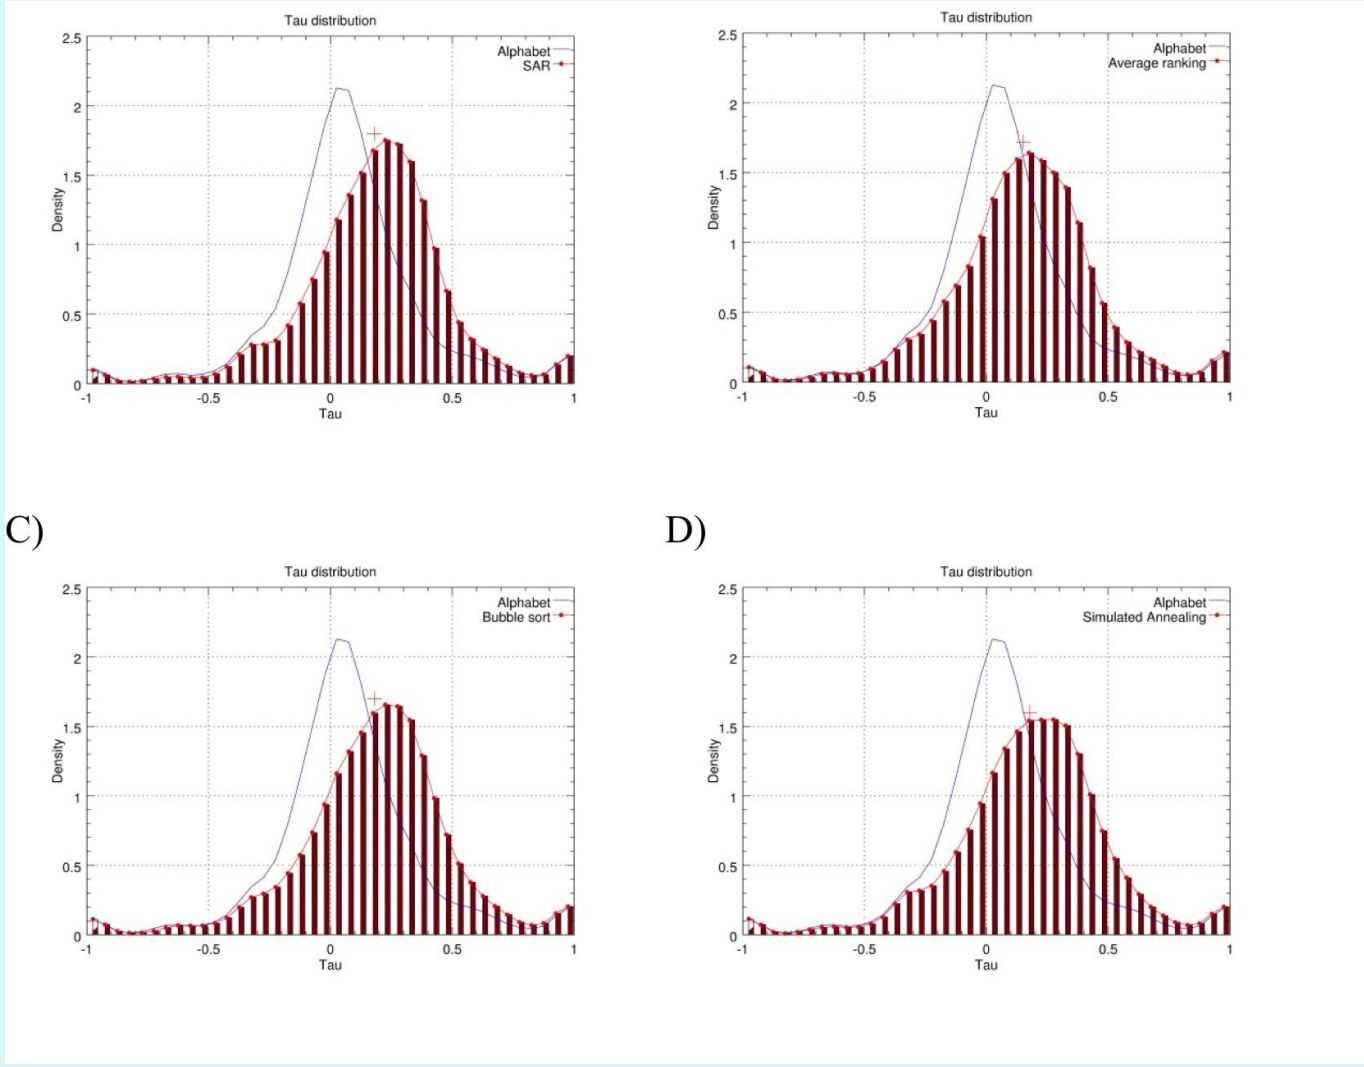 Tau distribution
2.5
2
1.5
1
0.5
0
Density
Alphabet
SAR
-1 -0.5 0 0.5 1
Tau
Tau distribution
2.5
2
1.5
1
0.5
0
Density
Alphabet
Average ranking
-1 -0.5 0 0.5 1
Tau
C)
Tau distribution
2.5
2
1.5
1
0.5
0
Density
Alphabet
Bubble sort
-1 -0.5 0 0.5 1
Tau
D)
Tau distribution
2.5
2
1.5
1
0.5
0
Density
Alphabet
Simulated Annealing
-1 -0.5 0 0.5 1
Tau